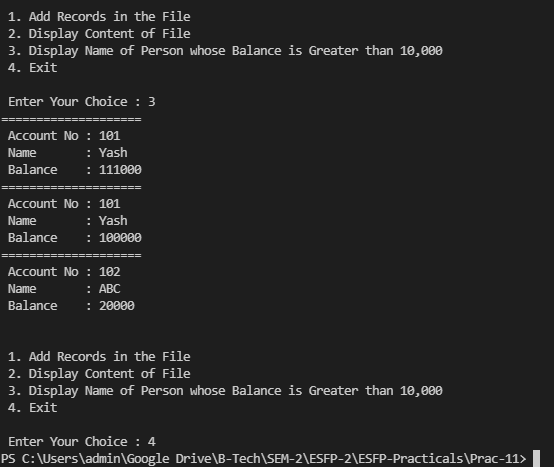 1. Add Records in the File
2. Display Content of File
3. Display Name of Person whose Balance is Greater than 10,000
4. Exit
Enter Your Choice : 3
====================
Account No : 101
Name       : Yash
Balance    : 111000
====================
Account No : 101
Name       : Yash
Balance    : 100000
====================
Account No : 102
Name       : ABC
Balance    : 20000
1. Add Records in the File
2. Display Content of File
3. Display Name of Person whose Balance is Greater than 10,000
4. Exit
Enter Your Choice : 4
PS C:\Users\admin\Google Drive\B-Tech\SEM-2\ESFP-2\ESFP-Practicals\Prac-11>